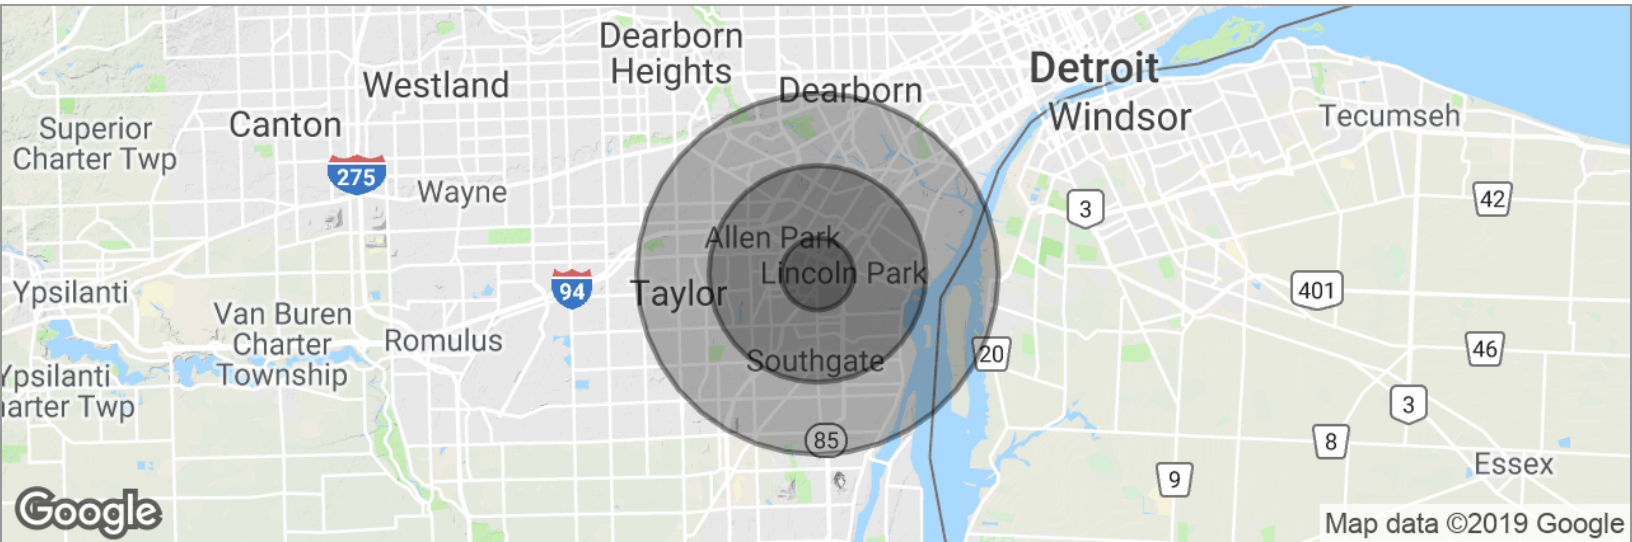 Dearborn
Heights
Detroit
Westland
Dearborn
Windsor
Tecumseh
Canton
Superior
Charter Twp
275
Wayne
42
3
Allen Park
Lincoln Park
Taylor
94
401
Ypsilanti
Van Buren
Charter
Township
Romulus
20
46
Southgate
Ypsilanti
arter Twp
3
85
8
Essex
9
Google
Map data ©2019 Google